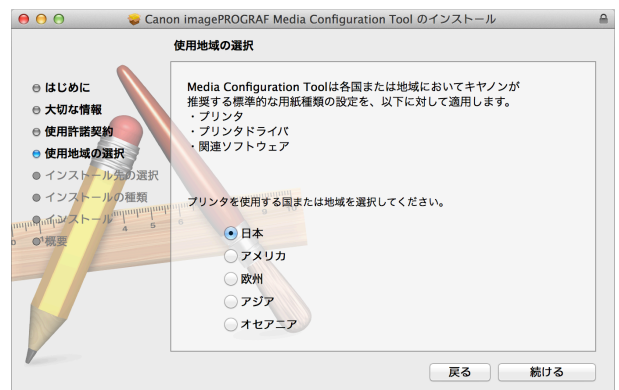 Canon imagePROGRAF Media Configuration Tool のインストール
使用地域の選択
はじめに
大切な情報
使用許諾契約
使用地域の選択
インストール先の選択
インストールの種類
インストール
概要
Media Configuration Toolは各国または地域においてキヤノンが
推奨する標準的な用紙種類の設定を、以下に対して適用します。
・プリンタ
・プリンタドライバ
・関連ソフトウェア
プリンタを使用する国または地域を選択してください。
日本
アメリカ
欧州
アジア
オセアニア
4 5 6
戻る
続ける